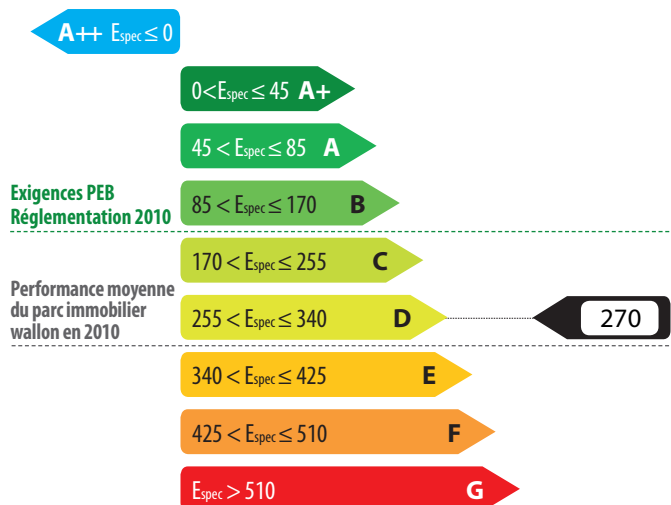 A++ Espec ≤ 0
0<Espec ≤ 45 A+
45 < Espec ≤ 85 A
Exigences PEB
Réglementation 2010
85 < Espec ≤ 170 B
170 < Espec ≤ 255 C
Performance moyenne
du parc immobilier
wallon en 2010
255 < Espec ≤ 340 D
270
340 < Espec ≤ 425 E
425 < Espec ≤ 510 F
Espec > 510 G